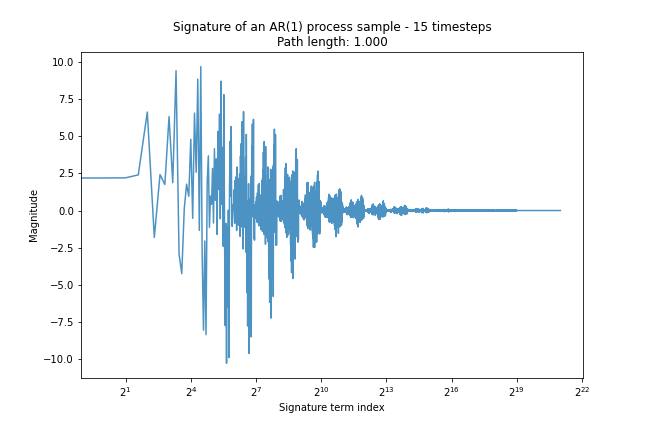 Signature of an AR(1) process sample - 15 timesteps
Path length: 1.000
10.0
7.5
5.0
2.5
0.0
−2.5
−5.0
−7.5
−10.0
Magnitude
2^1 2^4 2^7 2^10 2^13 2^16 2^19 2^22
Signature term index